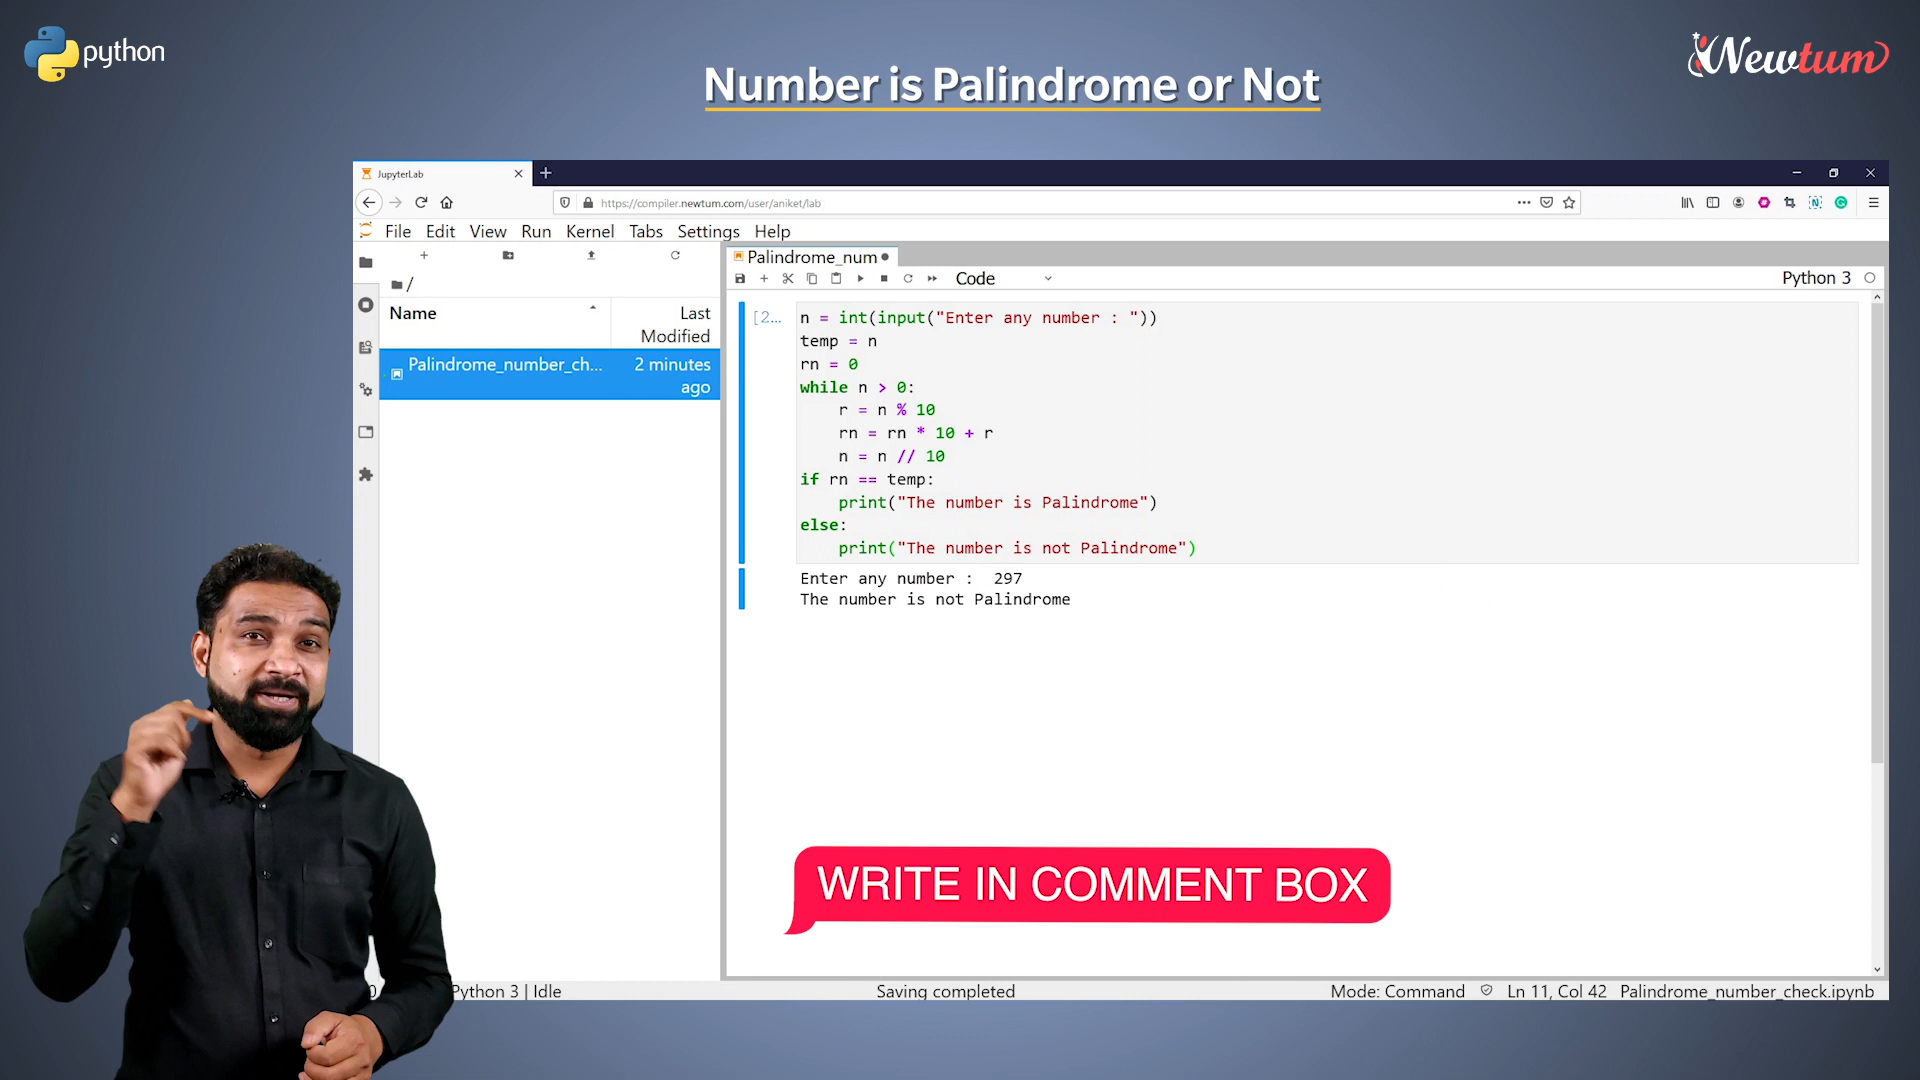 python
Newtum
Number is Palindrome or Not
JupyterLab
https://compiler.newtum.com/user/aniket/lab
File Edit View Run Kernel Tabs Settings Help
/
Name
Last Modified
Palindrome_number_ch...
2 minutes ago
Palindrome_num
Code
Python 3
[2...
n = int(input("Enter any number : "))
temp = n
rn = 0
while n > 0:
    r = n % 10
    rn = rn * 10 + r
    n = n // 10
if rn == temp:
    print("The number is Palindrome")
else:
    print("The number is not Palindrome")
Enter any number :  297
The number is not Palindrome
WRITE IN COMMENT BOX
0
Python 3 | Idle
Saving completed
Mode: Command
Ln 11, Col 42
Palindrome_number_check.ipynb